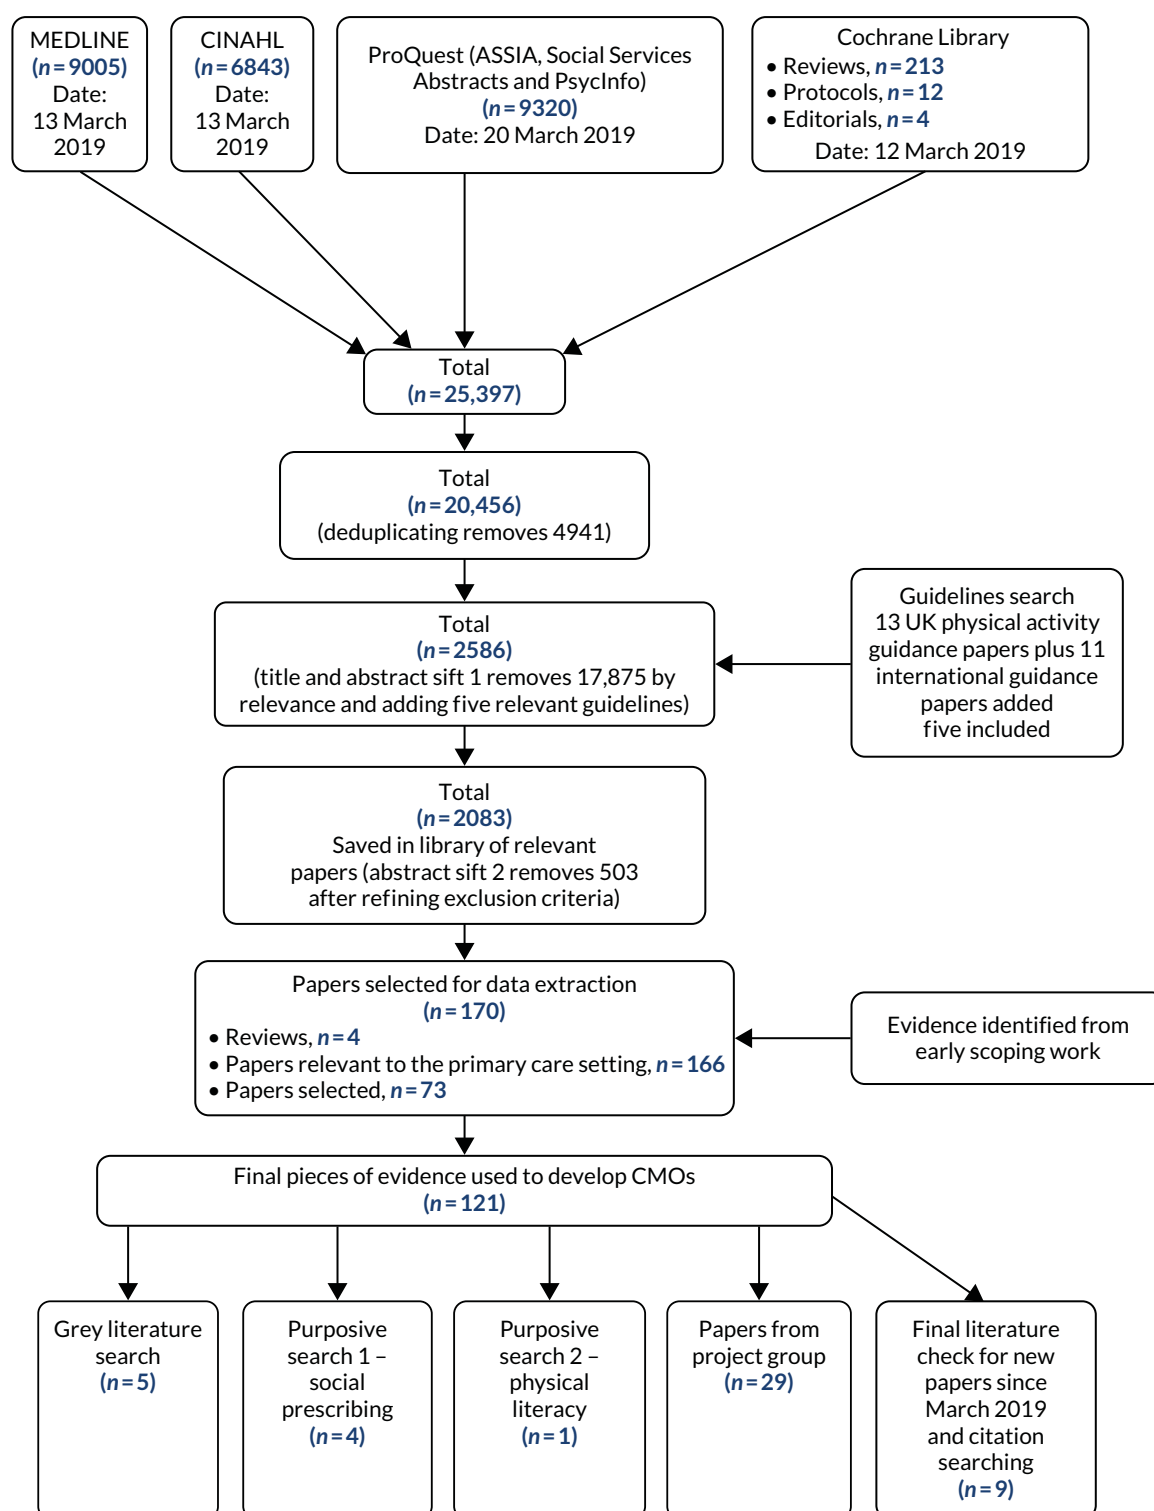 MEDLINE
(n=9005)
Date:
13 March
2019
CINAHL
(n=6843)
Date:
13 March
2019
ProQuest (ASSIA, Social Services
Abstracts and PsycInfo)
(n=9320)
Date: 20 March 2019
Cochrane Library
• Reviews, n=213
• Protocols, n=12
• Editorials, n=4
Date: 12 March 2019
Total
(n=25,397)
Total
(n=20,456)
(deduplicating removes 4941)
Total
(n=2586)
(title and abstract sift 1 removes 17,875 by
relevance and adding five relevant guidelines)
Guidelines search
13 UK physical activity
guidance papers plus 11
international guidance
papers added
five included
Total
(n=2083)
Saved in library of relevant
papers (abstract sift 2 removes 503
after refining exclusion criteria)
Papers selected for data extraction
(n=170)
• Reviews, n=4
• Papers relevant to the primary care setting, n=166
• Papers selected, n=73
Evidence identified from
early scoping work
Final pieces of evidence used to develop CMOs
(n=121)
Grey literature
search
(n=5)
Purposive
search 1 –
social
prescribing
(n=4)
Purposive
search 2 –
physical
literacy
(n=1)
Papers from
project group
(n=29)
Final literature
check for new
papers since
March 2019
and citation
searching
(n=9)